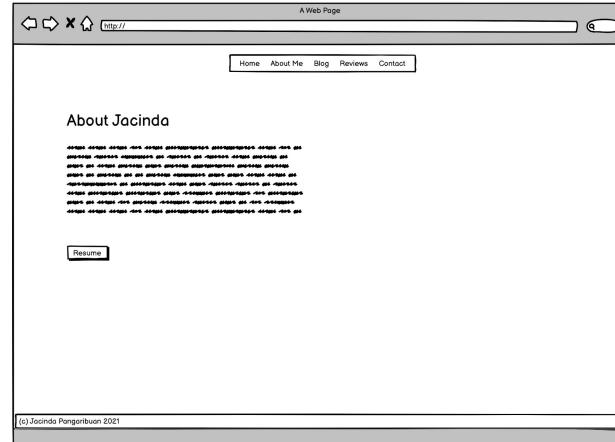 A Web Page
http://
Home About Me Blog Reviews Contact
About Jacinda
Resume
(c) Jacinda Pangaribuan 2021